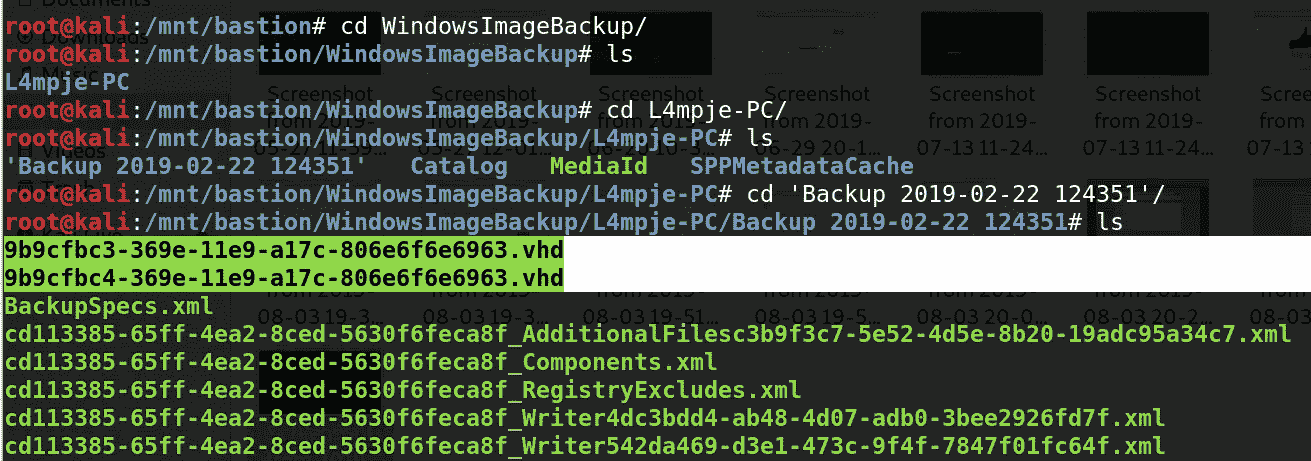 root@kali:/mnt/bastion# cd WindowsImageBackup/
root@kali:/mnt/bastion/WindowsImageBackup# ls
L4mpje-PC
root@kali:/mnt/bastion/WindowsImageBackup# cd L4mpje-PC/
root@kali:/mnt/bastion/WindowsImageBackup/L4mpje-PC# ls
'Backup 2019-02-22 124351'   Catalog   MediaId   SPPMetadataCache
root@kali:/mnt/bastion/WindowsImageBackup/L4mpje-PC# cd 'Backup 2019-02-22 124351'/
root@kali:/mnt/bastion/WindowsImageBackup/L4mpje-PC/Backup 2019-02-22 124351# ls
9b9cfbc3-369e-11e9-a17c-806e6f6e6963.vhd
9b9cfbc4-369e-11e9-a17c-806e6f6e6963.vhd
BackupSpecs.xml
cd113385-65ff-4ea2-8ced-5630f6feca8f_AdditionalFilesc3b9f3c7-5e52-4d5e-8b20-19adc95a34c7.xml
cd113385-65ff-4ea2-8ced-5630f6feca8f_Components.xml
cd113385-65ff-4ea2-8ced-5630f6feca8f_RegistryExcludes.xml
cd113385-65ff-4ea2-8ced-5630f6feca8f_Writer4dc3bdd4-ab48-4d07-adb0-3bee2926fd7f.xml
cd113385-65ff-4ea2-8ced-5630f6feca8f_Writer542da469-d3e1-473c-9f4f-7847f01fc64f.xml